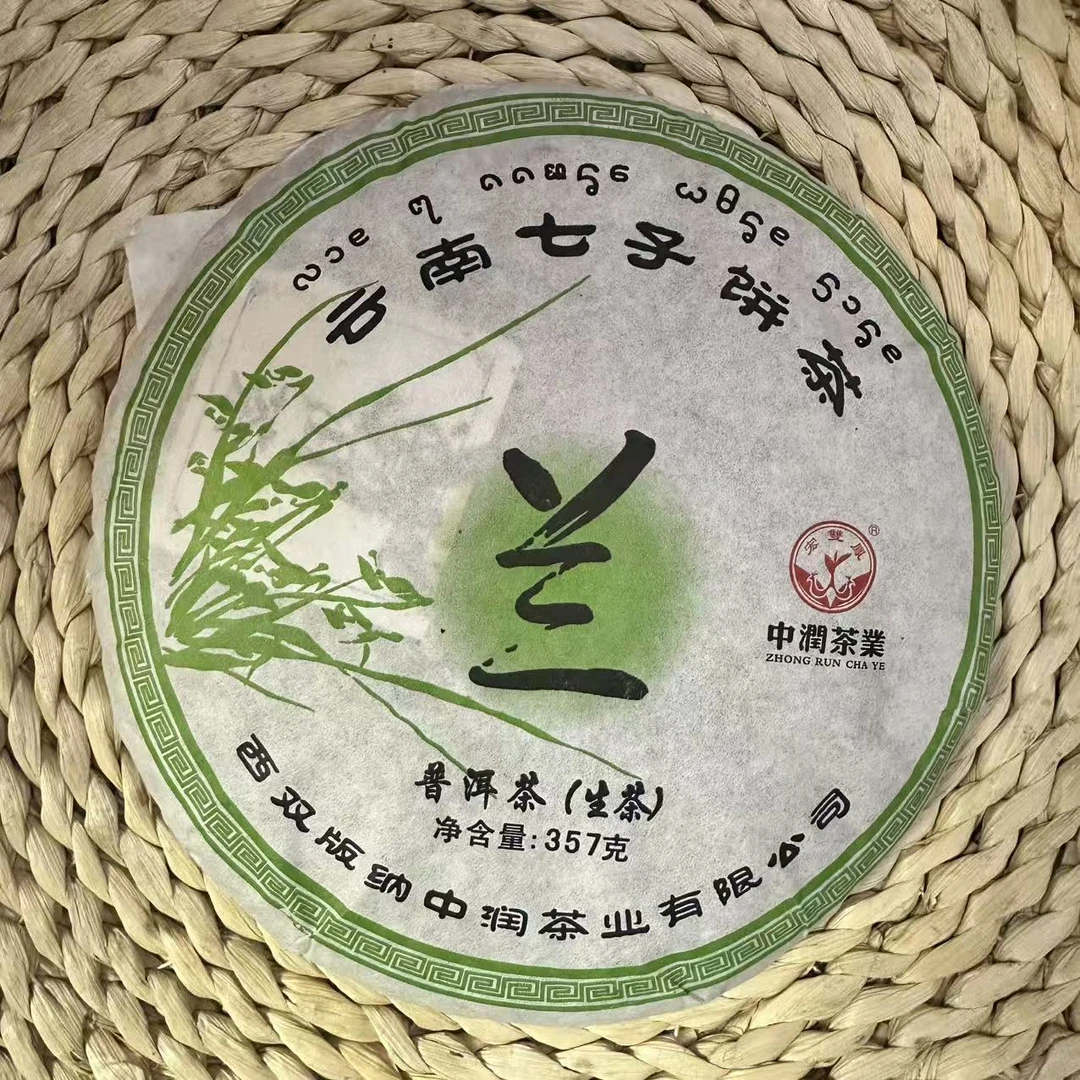 云南七子饼茶
兰
雙鳳
®
中潤茶業
ZHONG RUN CHA YE
普洱茶(生茶)
净含量:357克
西双版纳中润茶业有限公司